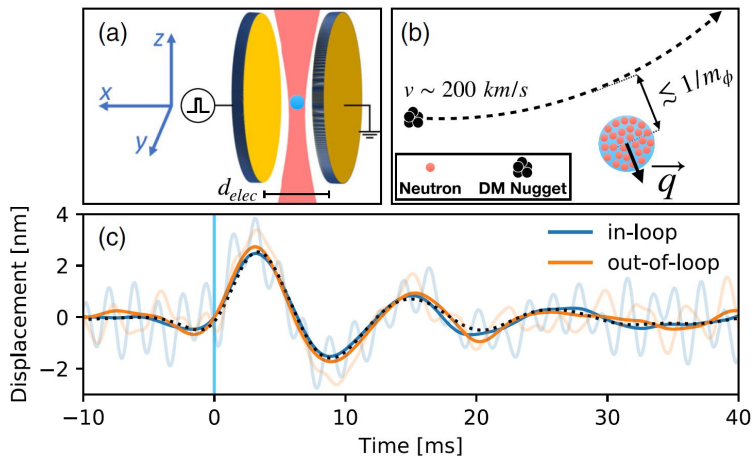 (a)
z
x
y
d_elec
(b)
v ~ 200 km/s
≲ 1/m_ϕ
q
Neutron
DM Nugget
(c)
in-loop
out-of-loop
Displacement [nm]
4
2
0
−2
−10
0
10
20
30
40
Time [ms]